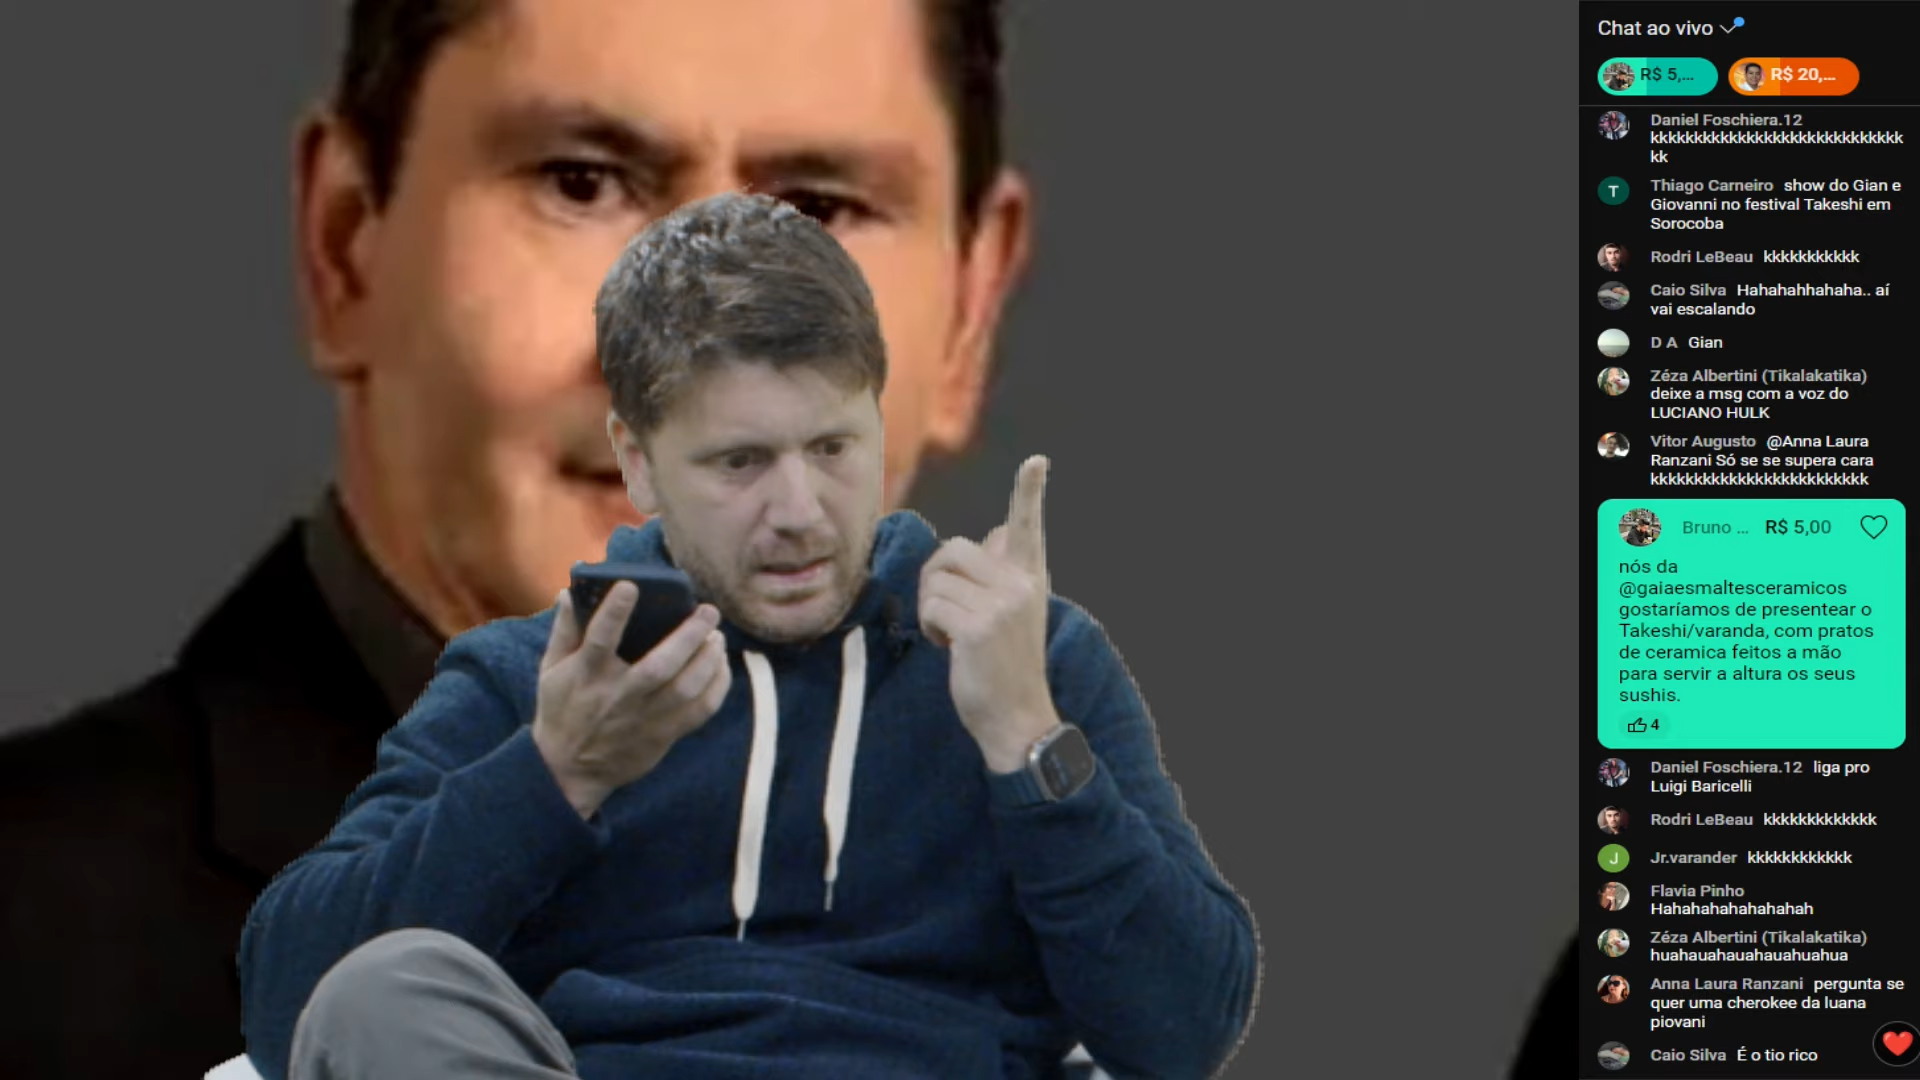 Chat ao vivo
R$ 5,...
R$ 20,...
Daniel Foschiera.12
kkkkkkkkkkkkkkkkkkkkkkkkkkkkk
kk
T
Thiago Carneiro show do Gian e
Giovanni no festival Takeshi em
Sorocoba
Rodri LeBeau kkkkkkkkkkk
Caio Silva Hahahahhahaha.. aí
vai escalando
D A Gian
Zéza Albertini (Tikalakatika)
deixe a msg com a voz do
LUCIANO HULK
Vitor Augusto @Anna Laura
Ranzani Só se se supera cara
kkkkkkkkkkkkkkkkkkkkkkkkk
Bruno ... R$ 5,00
nós da
@gaiaesmaltesceramicos
gostaríamos de presentear o
Takeshi/varanda, com pratos
de ceramica feitos a mão
para servir a altura os seus
sushis.
4
Daniel Foschiera.12 liga pro
Luigi Baricelli
Rodri LeBeau kkkkkkkkkkkkk
J
Jr.varander kkkkkkkkkkkk
Flavia Pinho
Hahahahahahahahah
Zéza Albertini (Tikalakatika)
huahauahauahauahuahua
Anna Laura Ranzani pergunta se
quer uma cherokee da luana
piovani
Caio Silva É o tio rico